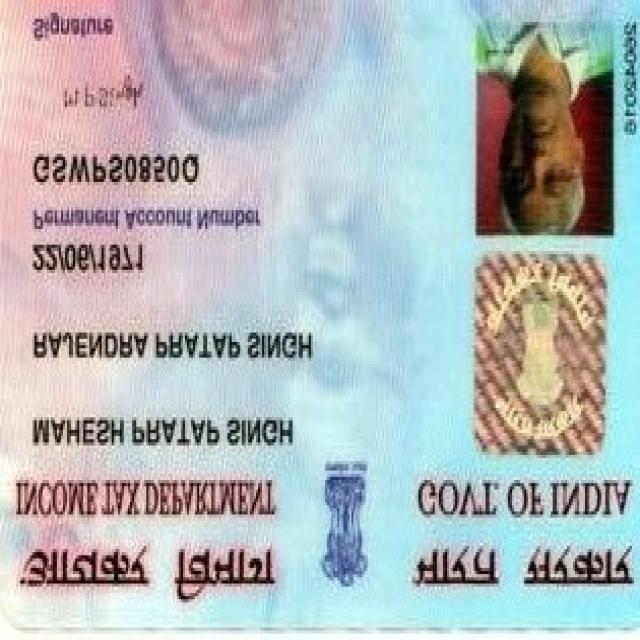 आयकर विभाग भारत सरकार
INCOME TAX DEPARTMENT GOVT. OF INDIA
MAHESH PRATAP SINGH
RAJENDRA PRATAP SINGH
22/06/1971
Permanent Account Number
GSWPS0850Q
M.P Singh
Signature
26042016